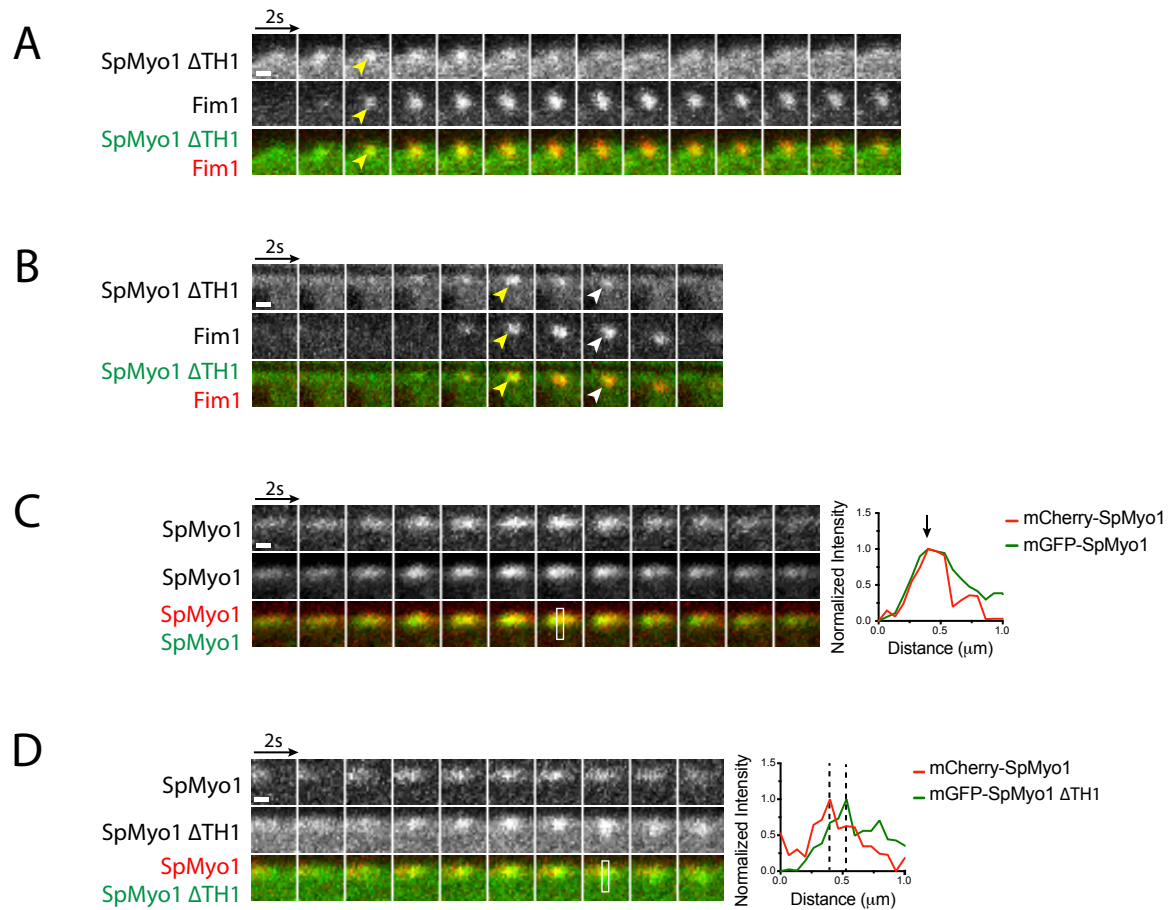 A
2s
SpMyo1 ΔTH1
Fim1
SpMyo1 ΔTH1
Fim1
B
2s
SpMyo1 ΔTH1
Fim1
SpMyo1 ΔTH1
Fim1
C
2s
SpMyo1
SpMyo1
SpMyo1
SpMyo1
Normalized Intensity
1.5
1.0
0.5
0.0
0.0 0.5 1.0
Distance (μm)
mCherry-SpMyo1
mGFP-SpMyo1
D
2s
SpMyo1
SpMyo1 ΔTH1
SpMyo1
SpMyo1 ΔTH1
Normalized Intensity
1.5
1.0
0.5
0.0
0.0 0.5 1.0
Distance (μm)
mCherry-SpMyo1
mGFP-SpMyo1 ΔTH1